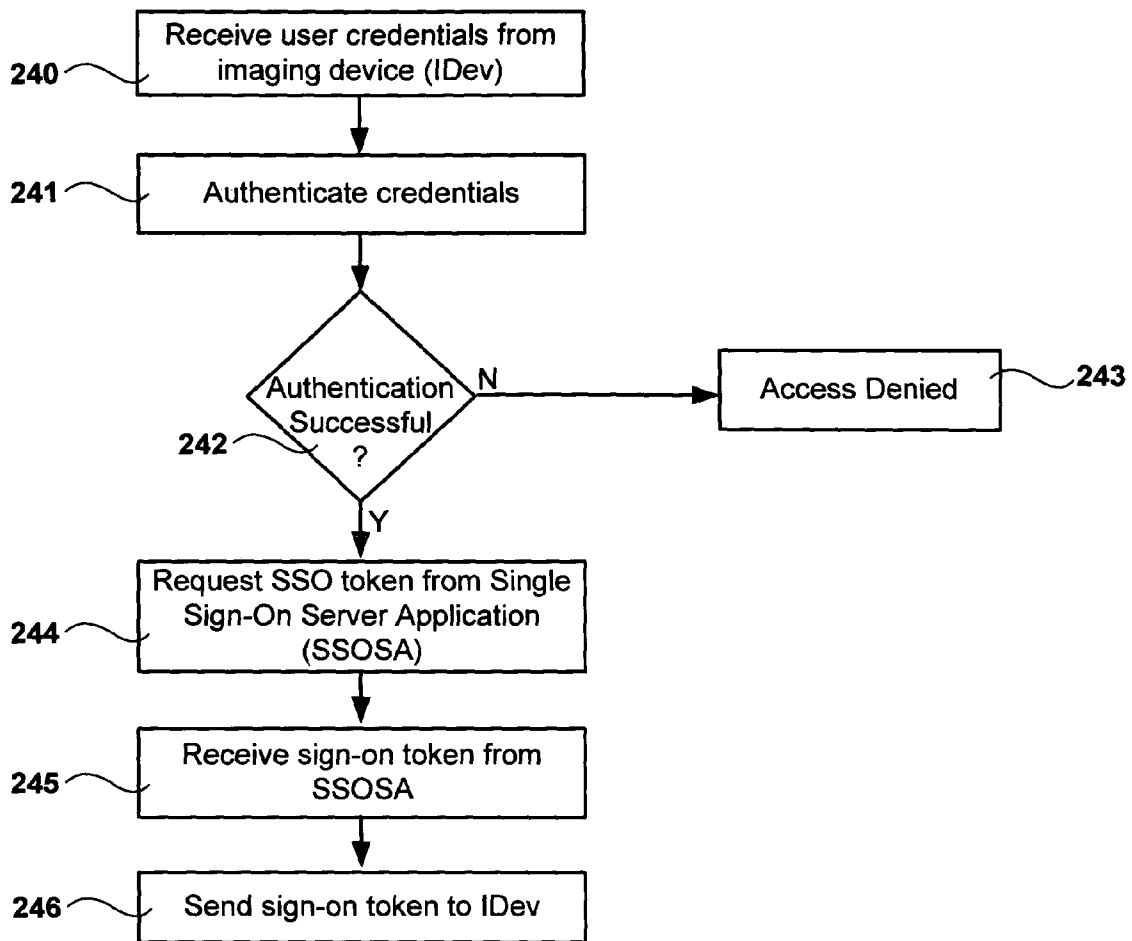 Receive user credentials from
imaging device (IDev)
240
Authenticate credentials
241
Authentication
Successful
?
242
N
Access Denied
243
Y
Request SSO token from Single
Sign-On Server Application
(SSOSA)
244
Receive sign-on token from
SSOSA
245
Send sign-on token to IDev
246